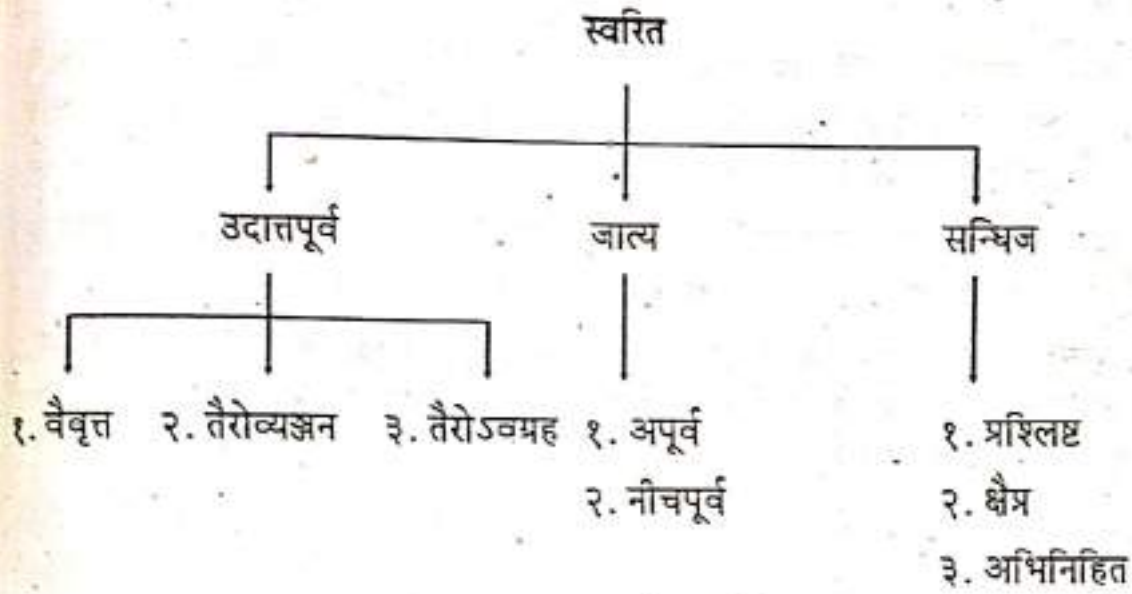 स्वरित
उदात्तपूर्व जात्य सन्धिज
१. वैवृत्त २. तैरोव्यञ्जन ३. तैरोऽवग्रह १. अपूर्व १. प्रश्लिष्ट
२. नीचपूर्व २. क्षैप्र
३. अभिनिहित